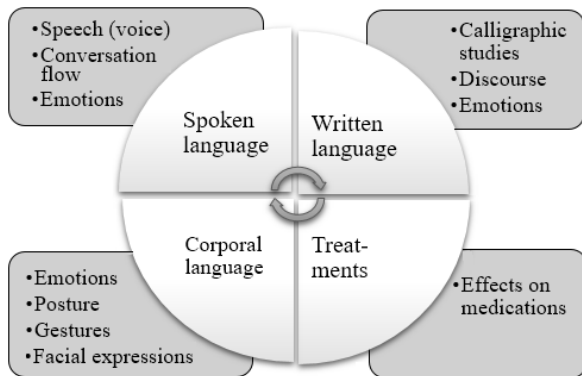 •Speech (voice)
•Conversation
flow
•Emotions
•Calligraphic
studies
•Discourse
•Emotions
Spoken
language
Written
language
Corporal
language
Treat-
ments
•Emotions
•Posture
•Gestures
•Facial expressions
•Effects on
medications